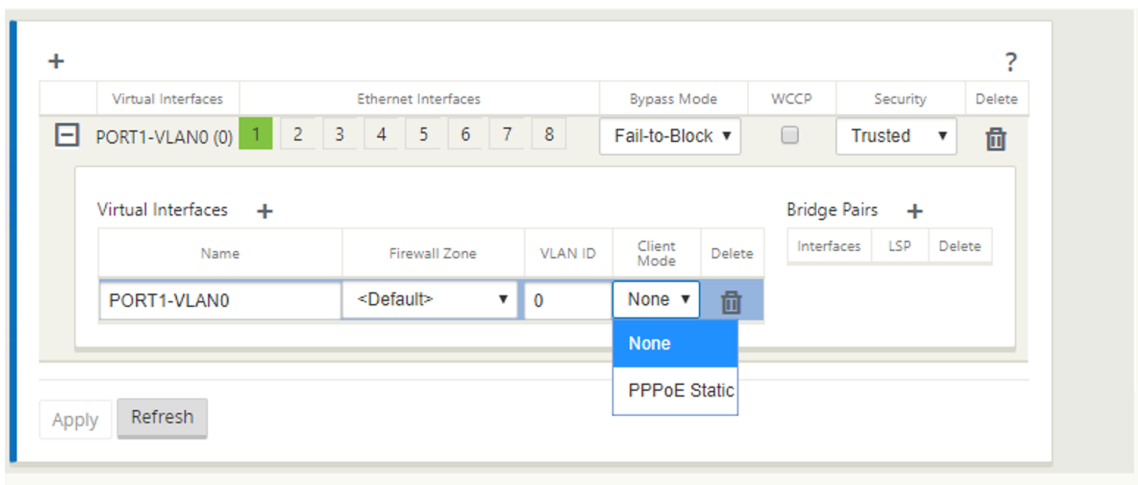 + ?
Virtual Interfaces Ethernet Interfaces Bypass Mode WCCP Security Delete
PORT1-VLAN0 (0) 1 2 3 4 5 6 7 8 Fail-to-Block Trusted
Virtual Interfaces + Bridge Pairs +
Name Firewall Zone VLAN ID Client Mode Delete Interfaces LSP Delete
PORT1-VLAN0 <Default> 0 None
None
PPPoE Static
Apply Refresh